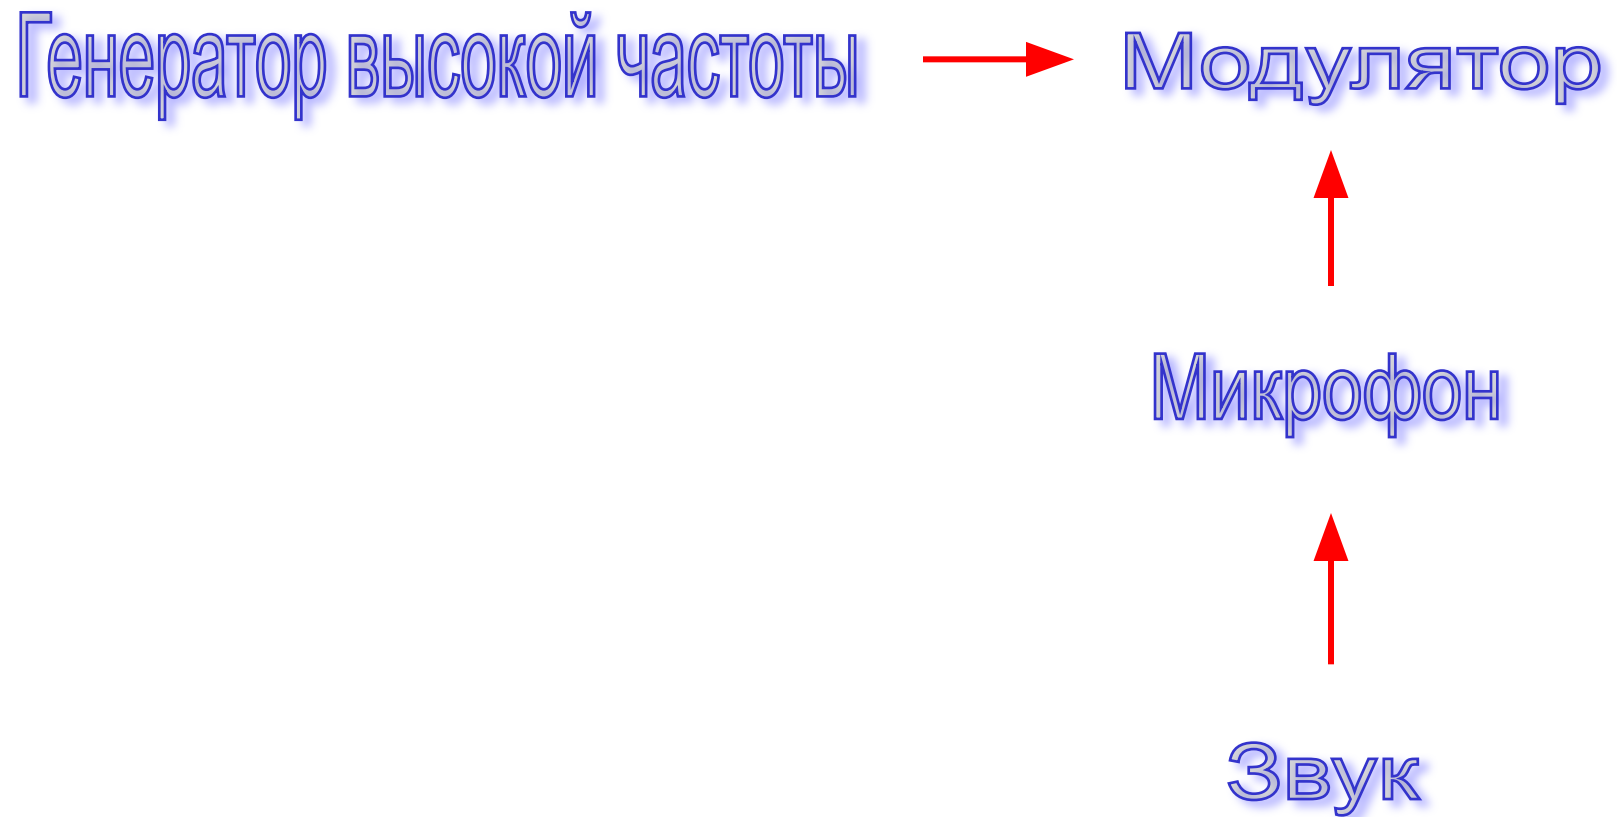 Генератор высокой частоты
Модулятор
Микрофон
Звук